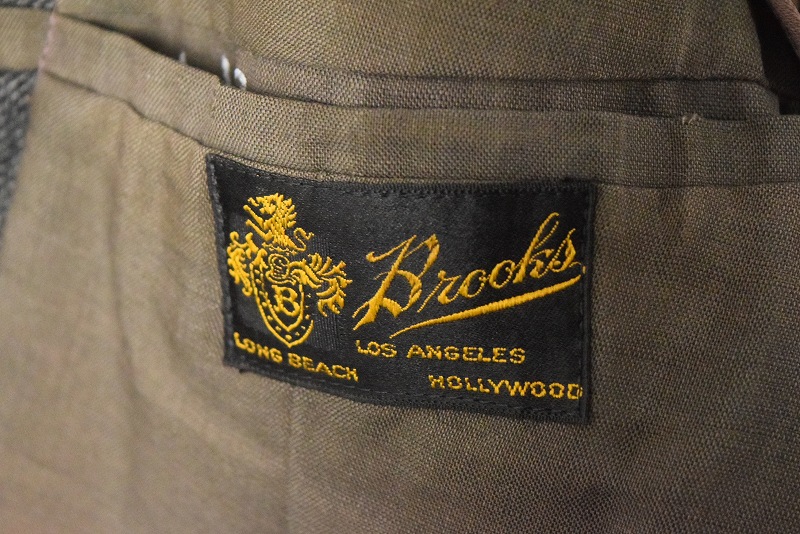 B
Brooks
LONG BEACH
LOS ANGELES
HOLLYWOOD